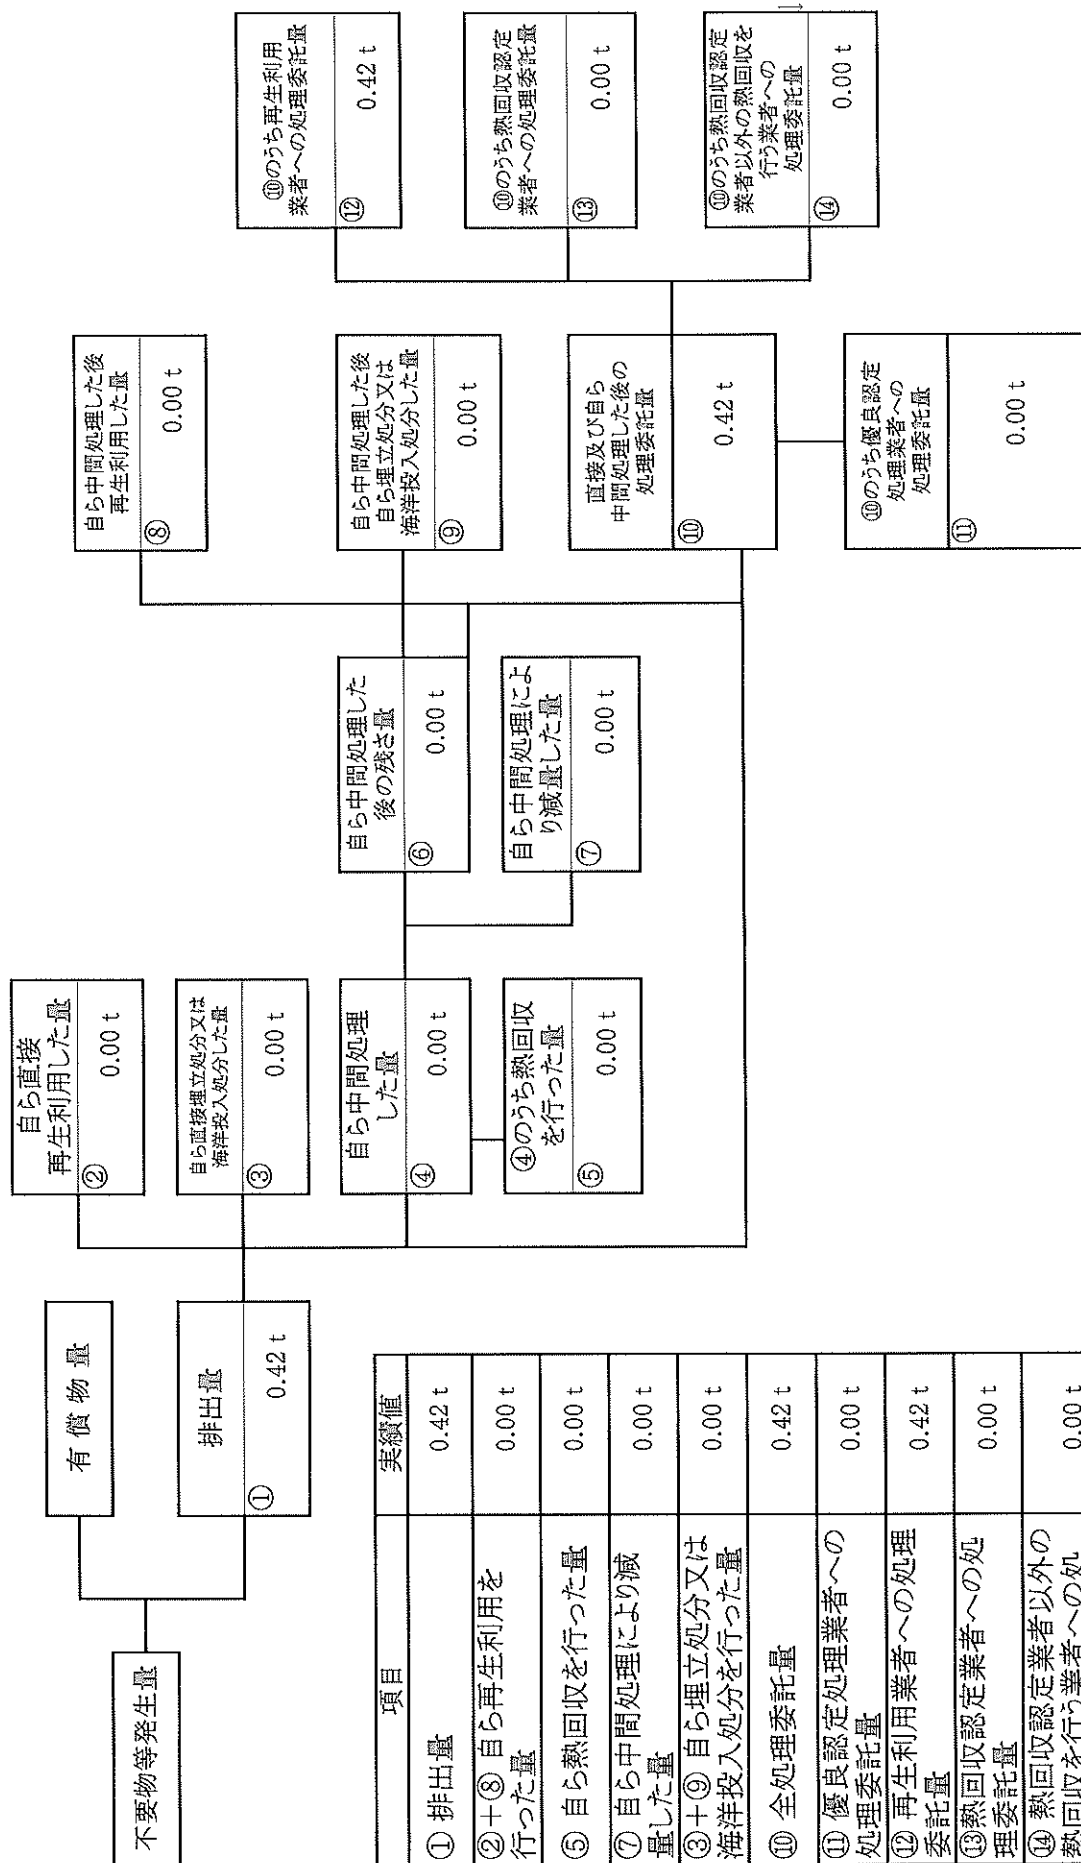 不要物等発生量
有償物量
排出量
①
0.42 t
自ら直接
再生利用した量
②
0.00 t
自ら直接埋立処分又は
海洋投入処分した量
③
0.00 t
自ら中間処理
した量
④
0.00 t
④のうち熱回収
を行った量
⑤
0.00 t
自ら中間処理した
後の残さ量
⑥
0.00 t
自ら中間処理によ
り減量した量
⑦
0.00 t
自ら中間処理した後
再生利用した量
⑧
0.00 t
自ら中間処理した後
自ら埋立処分又は
海洋投入処分した量
⑨
0.00 t
直接及び自ら
中間処理した後の
処理委託量
⑩
0.42 t
⑩のうち優良認定
処理業者への
処理委託量
⑪
0.00 t
⑩のうち再生利用
業者への処理委託量
⑫
0.42 t
⑩のうち熱回収認定
業者への処理委託量
⑬
0.00 t
⑩のうち熱回収認定
業者以外の熱回収を
行う業者への
処理委託量
⑭
0.00 t
項目 実績値
①排出量 0.42 t
②+⑧ 自ら再生利用を
行った量 0.00 t
⑤ 自ら熱回収を行った量 0.00 t
⑦ 自ら中間処理により減
量した量 0.00 t
③+⑨ 自ら埋立処分又は
海洋投入処分を行った量 0.00 t
⑩ 全処理委託量 0.42 t
⑪ 優良認定処理業者への
処理委託量 0.00 t
⑫ 再生利用業者への処理
委託量 0.42 t
⑬熱回収認定業者への処
理委託量 0.00 t
⑭ 熱回収認定業者以外の
熱回収を行う業者への処 0.00 t